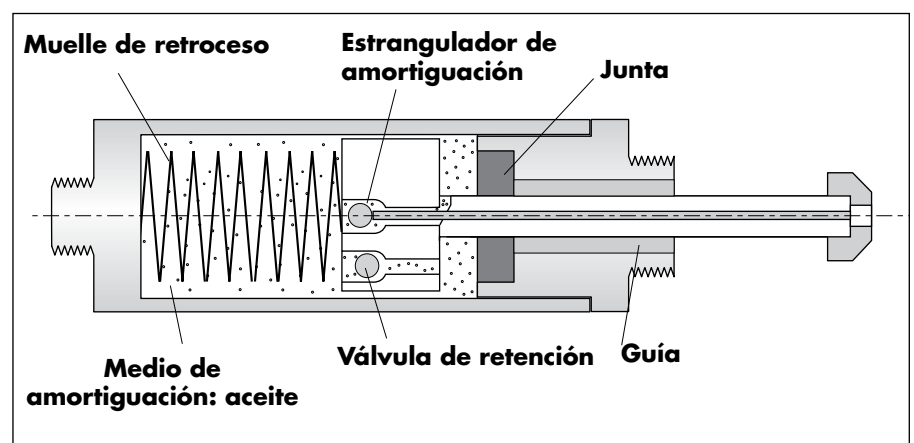 Muelle de retroceso
Estrangulador de
amortiguación
Junta
Medio de
amortiguación: aceite
Válvula de retención
Guía